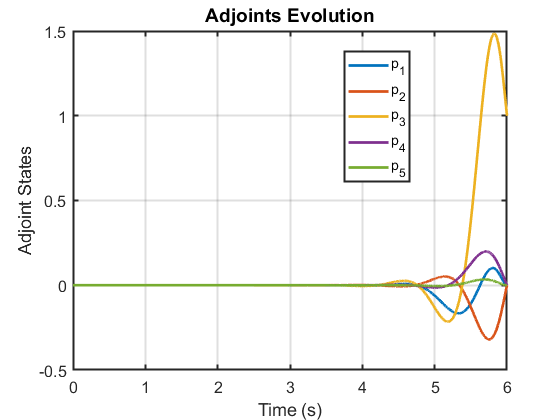 Adjoints Evolution
1.5
1
0.5
0
-0.5
Adjoint States
p1
p2
p3
p4
p5
0 1 2 3 4 5 6
Time (s)